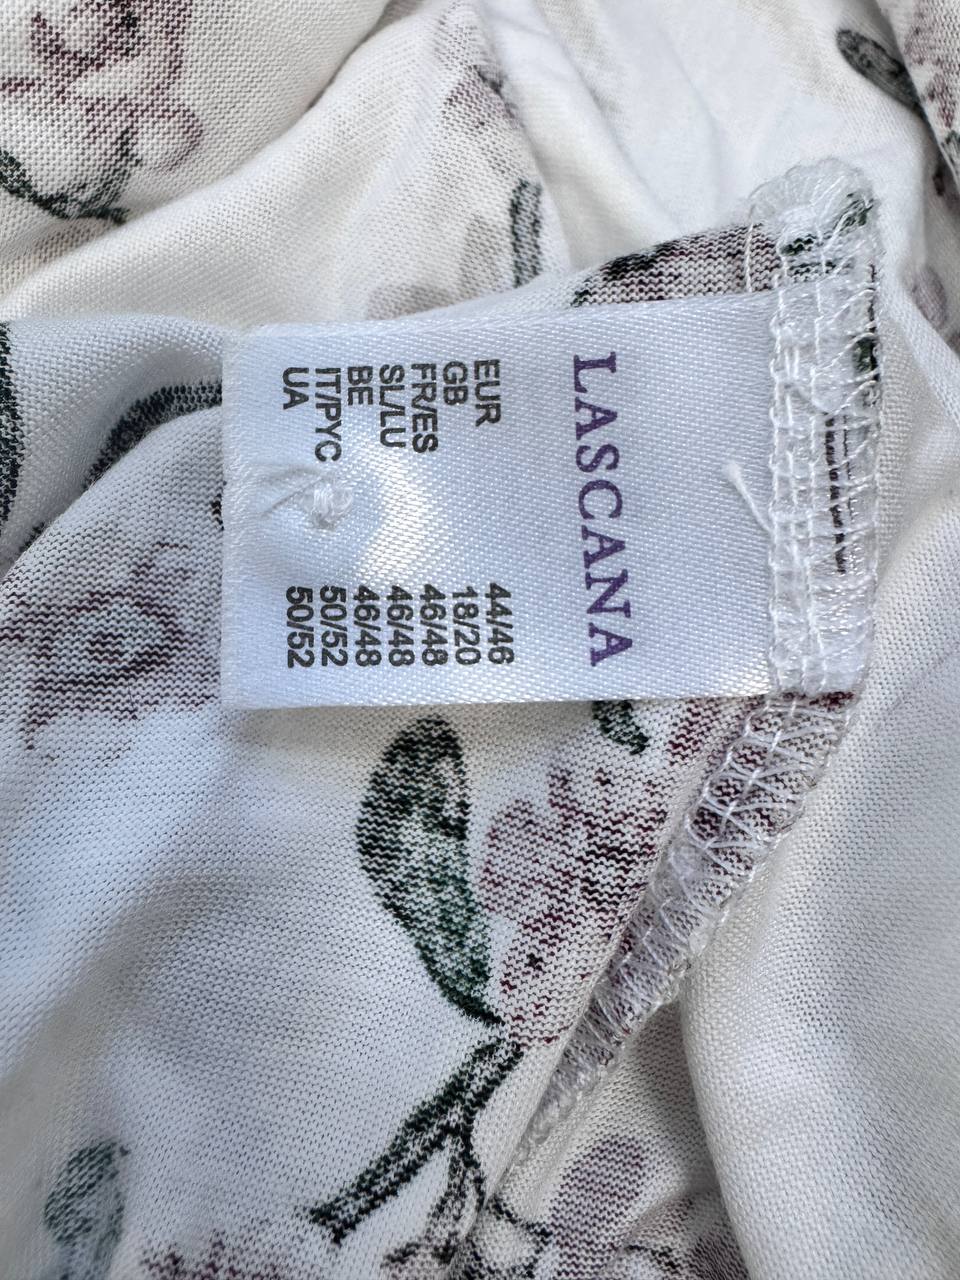 LASCANA
EUR 44/46
GB 18/20
FR/ES 46/48
SL/LU 46/48
BE 46/48
IT/PYC 50/52
UA 50/52